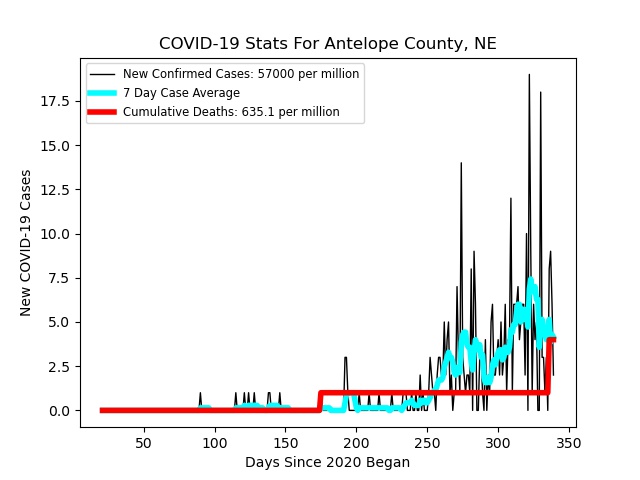 COVID-19 Stats For Antelope County, NE
New Confirmed Cases: 57000 per million
7 Day Case Average
Cumulative Deaths: 635.1 per million
New COVID-19 Cases
17.5
15.0
12.5
10.0
7.5
5.0
2.5
0.0
50 100 150 200 250 300 350
Days Since 2020 Began